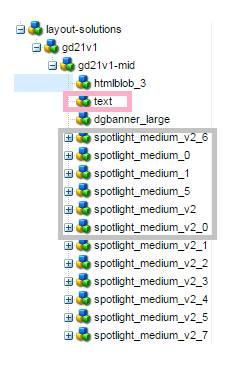 layout-solutions
gd21v1
gd21v1-mid
htmlblob_3
text
dgbanner_large
spotlight_medium_v2_6
spotlight_medium_0
spotlight_medium_1
spotlight_medium_5
spotlight_medium_v2
spotlight_medium_v2_0
spotlight_medium_v2_1
spotlight_medium_v2_2
spotlight_medium_v2_3
spotlight_medium_v2_4
spotlight_medium_v2_5
spotlight_medium_v2_7